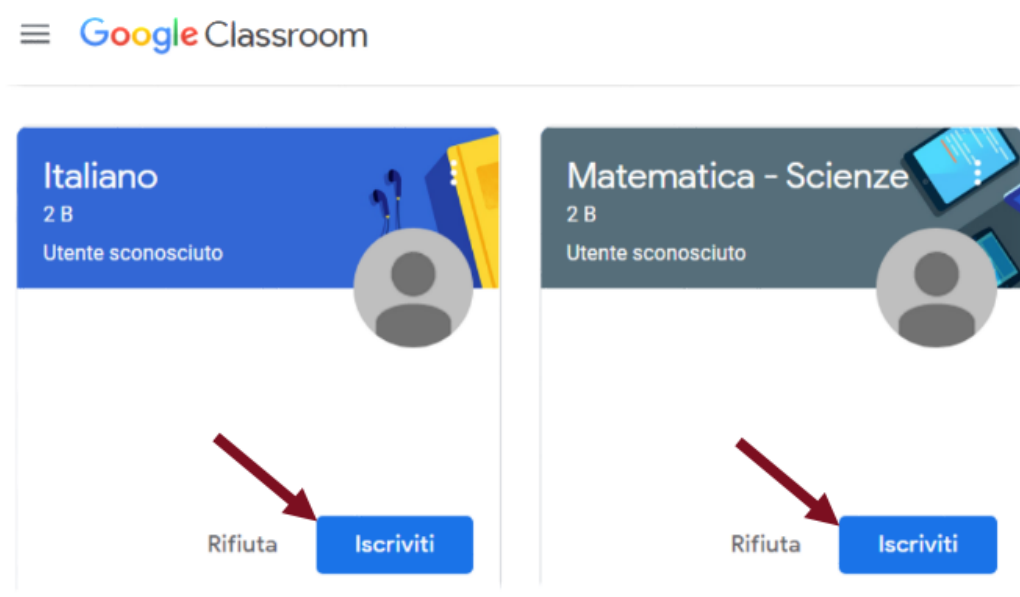 Google Classroom
Italiano
2 B
Utente sconosciuto
Rifiuta
Iscriviti
Matematica - Scienze
2 B
Utente sconosciuto
Rifiuta
Iscriviti